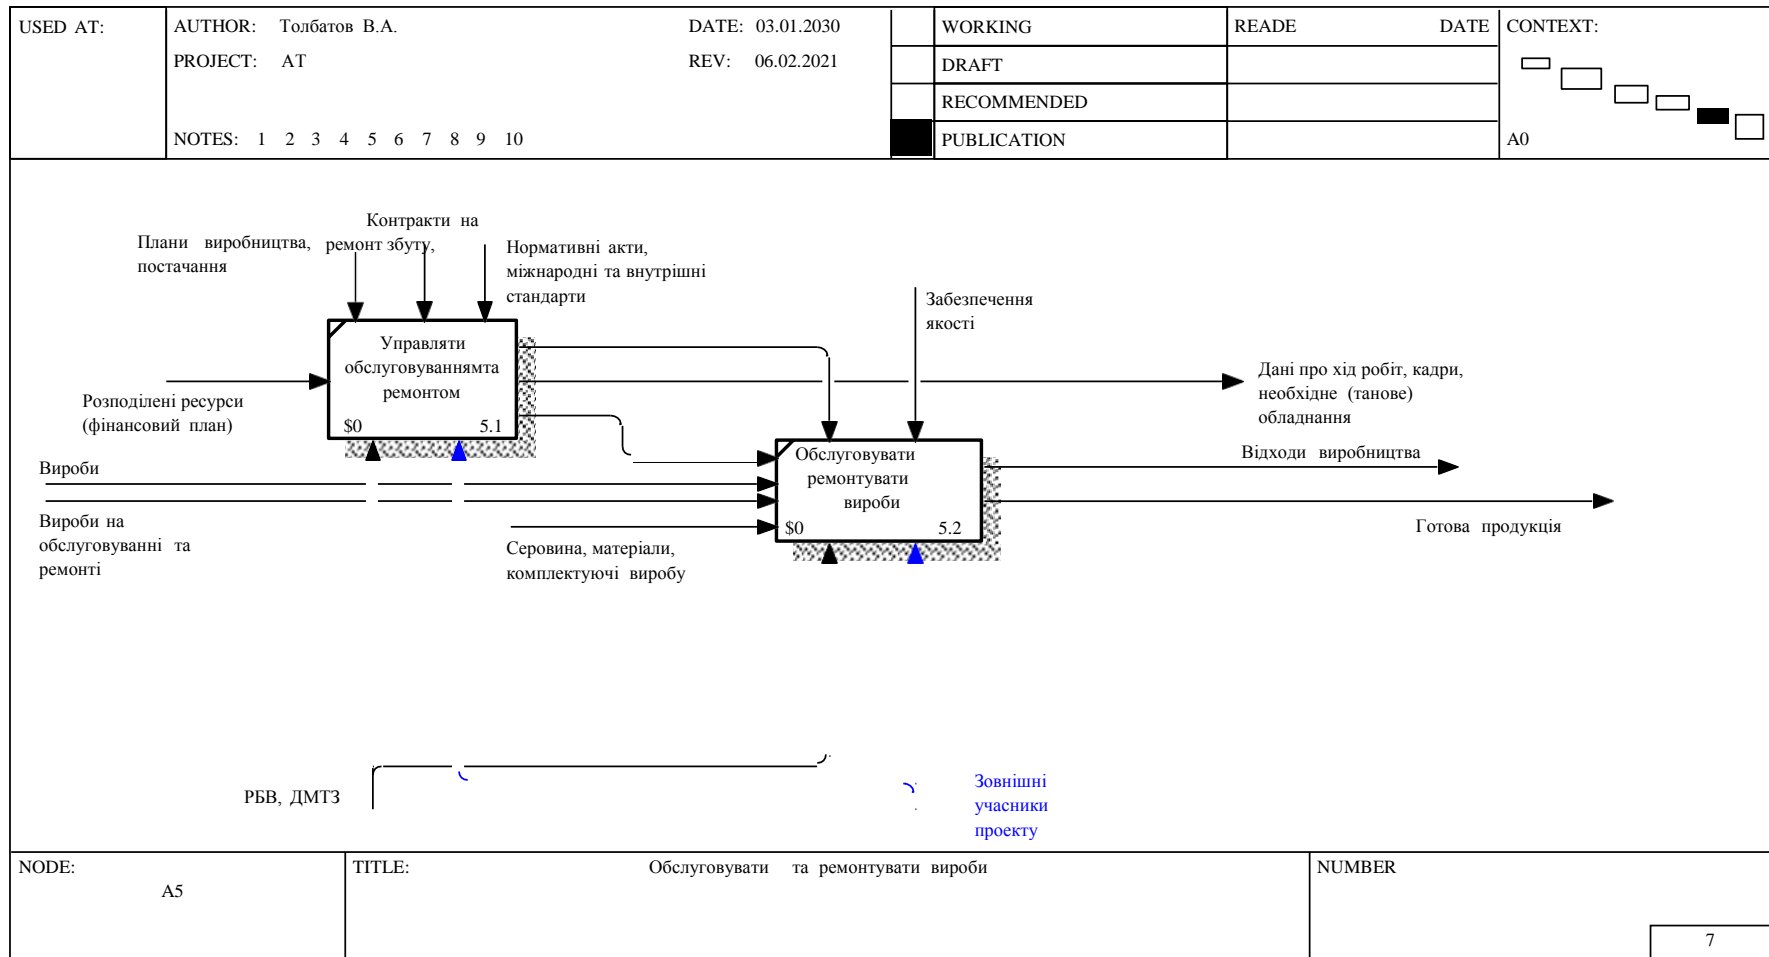 USED AT:
AUTHOR: Толбатов В.А.
DATE: 03.01.2030
PROJECT: АТ
REV: 06.02.2021
NOTES: 1 2 3 4 5 6 7 8 9 10
WORKING
DRAFT
RECOMMENDED
PUBLICATION
READE
DATE
CONTEXT:
A0
Контракти на
ремонт збуту,
Плани виробництва,
постачання
Нормативні акти,
міжнародні та внутрішні
стандарти
Забезпечення
якості
Управляти
обслуговуваннямта
ремонтом
$0 5.1
Розподілені ресурси
(фінансовий план)
Дані про хід робіт, кадри,
необхідне (танове)
обладнання
Вироби
Відходи виробництва
Обслуговувати
ремонтувати
вироби
$0 5.2
Вироби на
обслуговуванні та
ремонті
Серовина, матеріали,
комплектуючі виробу
Готова продукція
РБВ, ДМТЗ
Зовнішні
учасники
проекту
NODE:
A5
TITLE:
Обслуговувати та ремонтувати вироби
NUMBER
7